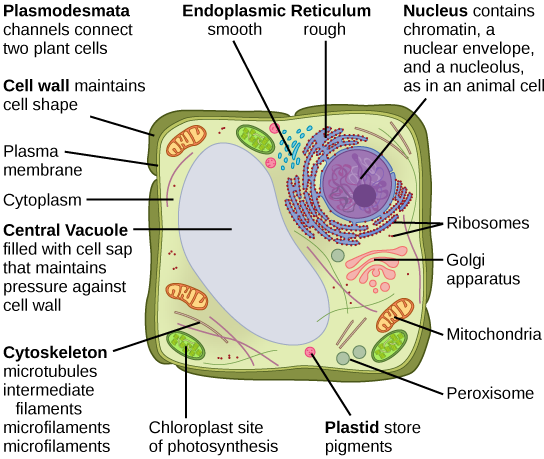 Plasmodesmata
channels connect
two plant cells
Endoplasmic Reticulum
smooth rough
Nucleus contains
chromatin, a
nuclear envelope,
and a nucleolus,
as in an animal cell
Cell wall maintains
cell shape
Plasma
membrane
Cytoplasm
Central Vacuole
filled with cell sap
that maintains
pressure against
cell wall
Ribosomes
Golgi
apparatus
Mitochondria
Peroxisome
Cytoskeleton
microtubules
intermediate
filaments
microfilaments
microfilaments
Chloroplast site
of photosynthesis
Plastid store
pigments